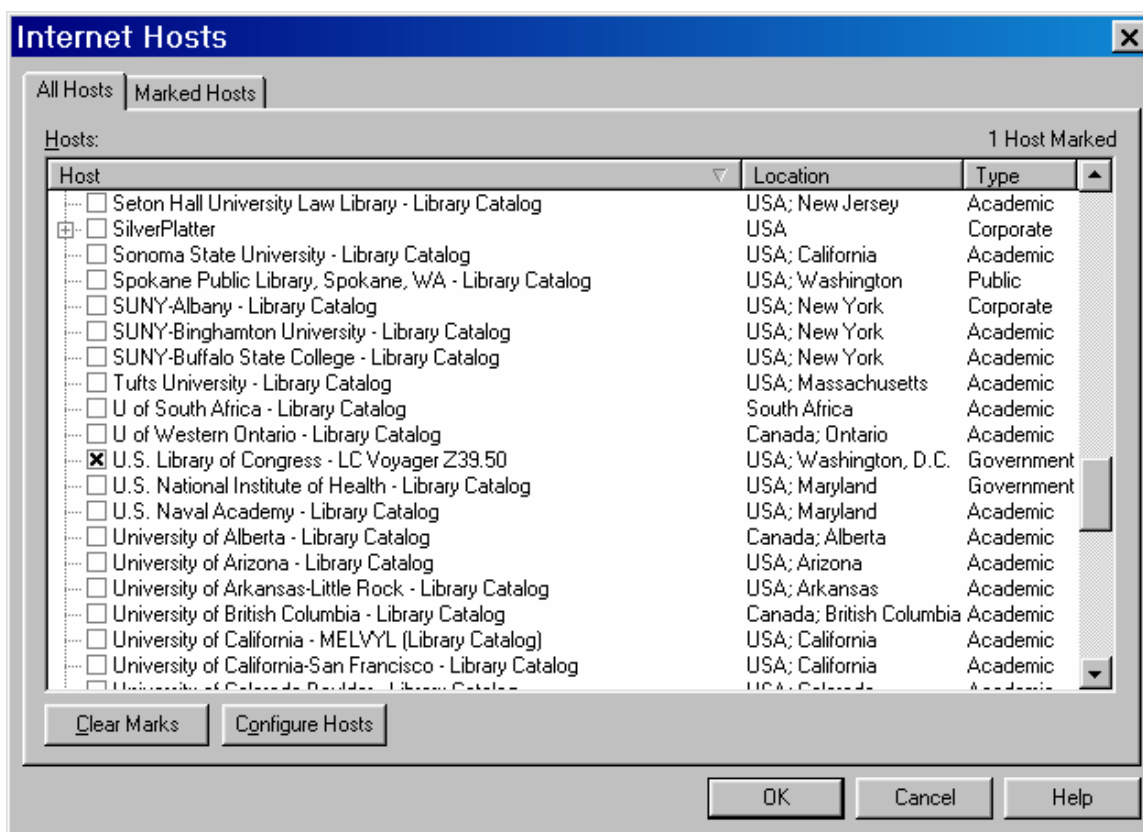 Internet Hosts
All Hosts Marked Hosts
Hosts: 1 Host Marked
Host Location Type
Seton Hall University Law Library - Library Catalog USA; New Jersey Academic
SilverPlatter USA Corporate
Sonoma State University - Library Catalog USA; California Academic
Spokane Public Library, Spokane, WA - Library Catalog USA; Washington Public
SUNY-Albany - Library Catalog USA; New York Corporate
SUNY-Binghamton University - Library Catalog USA; New York Academic
SUNY-Buffalo State College - Library Catalog USA; New York Academic
Tufts University - Library Catalog USA; Massachusetts Academic
U of South Africa - Library Catalog South Africa Academic
U of Western Ontario - Library Catalog Canada; Ontario Academic
U.S. Library of Congress - LC Voyager Z39.50 USA; Washington, D.C. Government
U.S. National Institute of Health - Library Catalog USA; Maryland Government
U.S. Naval Academy - Library Catalog USA; Maryland Academic
University of Alberta - Library Catalog Canada; Alberta Academic
University of Arizona - Library Catalog USA; Arizona Academic
University of Arkansas-Little Rock - Library Catalog USA; Arkansas Academic
University of British Columbia - Library Catalog Canada; British Columbia Academic
University of California - MELVYL (Library Catalog) USA; California Academic
University of California-San Francisco - Library Catalog USA; California Academic
University of Colorado-Boulder - Library Catalog USA; Colorado Academic
Clear Marks Configure Hosts
OK Cancel Help